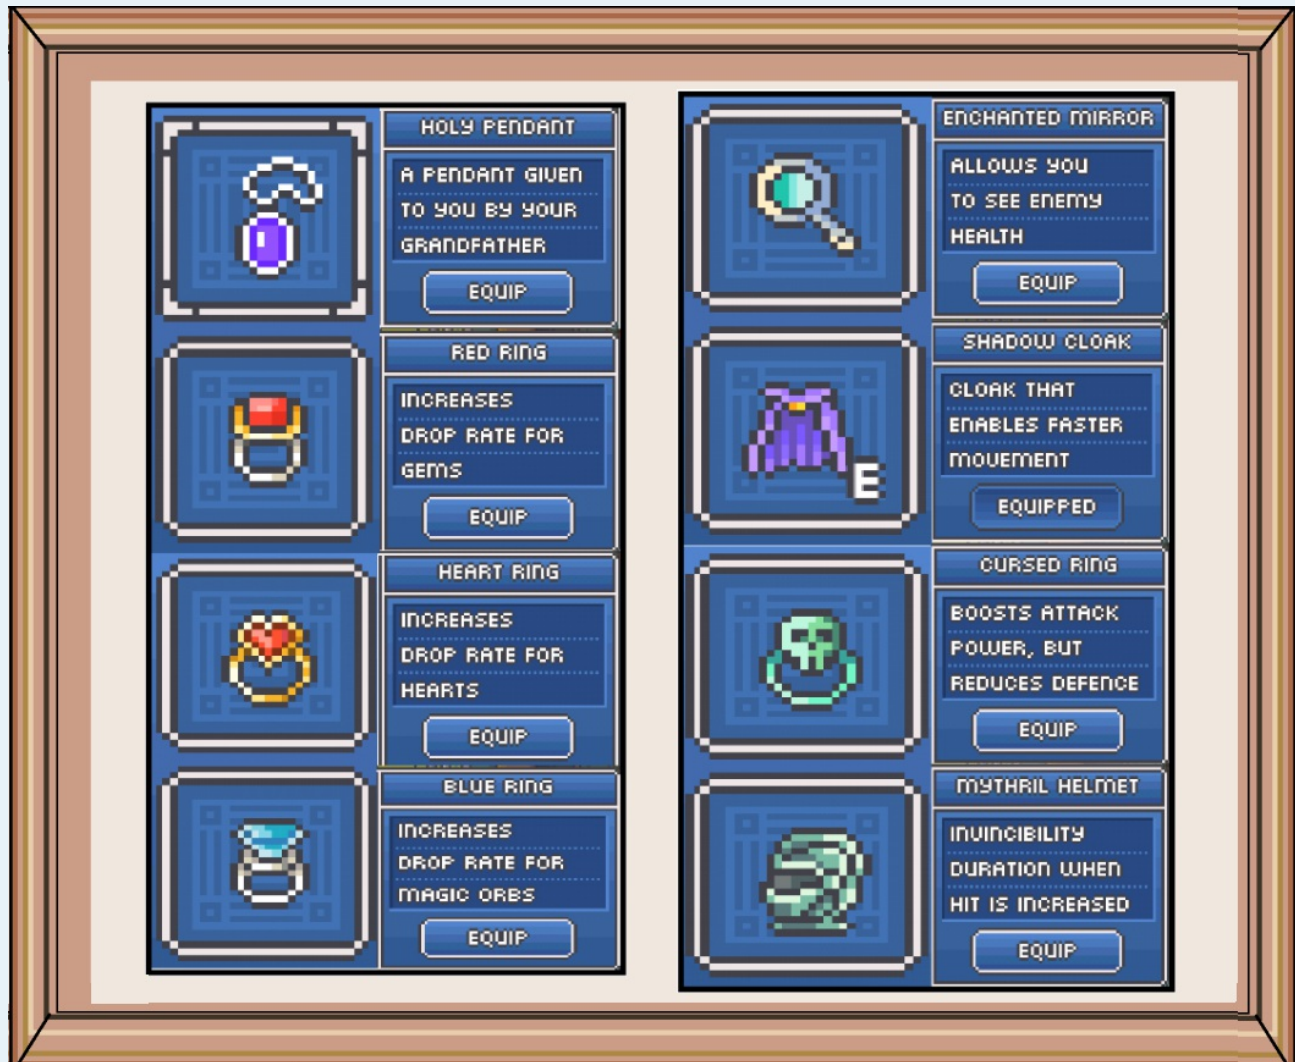 HOLY PENDANT
A PENDANT GIVEN
TO YOU BY YOUR
GRANDFATHER
EQUIP
RED RING
INCREASES
DROP RATE FOR
GEMS
EQUIP
HEART RING
INCREASES
DROP RATE FOR
HEARTS
EQUIP
BLUE RING
INCREASES
DROP RATE FOR
MAGIC ORBS
EQUIP
ENCHANTED MIRROR
ALLOWS YOU
TO SEE ENEMY
HEALTH
EQUIP
SHADOW CLOAK
CLOAK THAT
ENABLES FASTER
MOVEMENT
E
EQUIPPED
CURSED RING
BOOSTS ATTACK
POWER, BUT
REDUCES DEFENCE
EQUIP
MYTHRIL HELMET
INVINCIBILITY
DURATION WHEN
HIT IS INCREASED
EQUIP